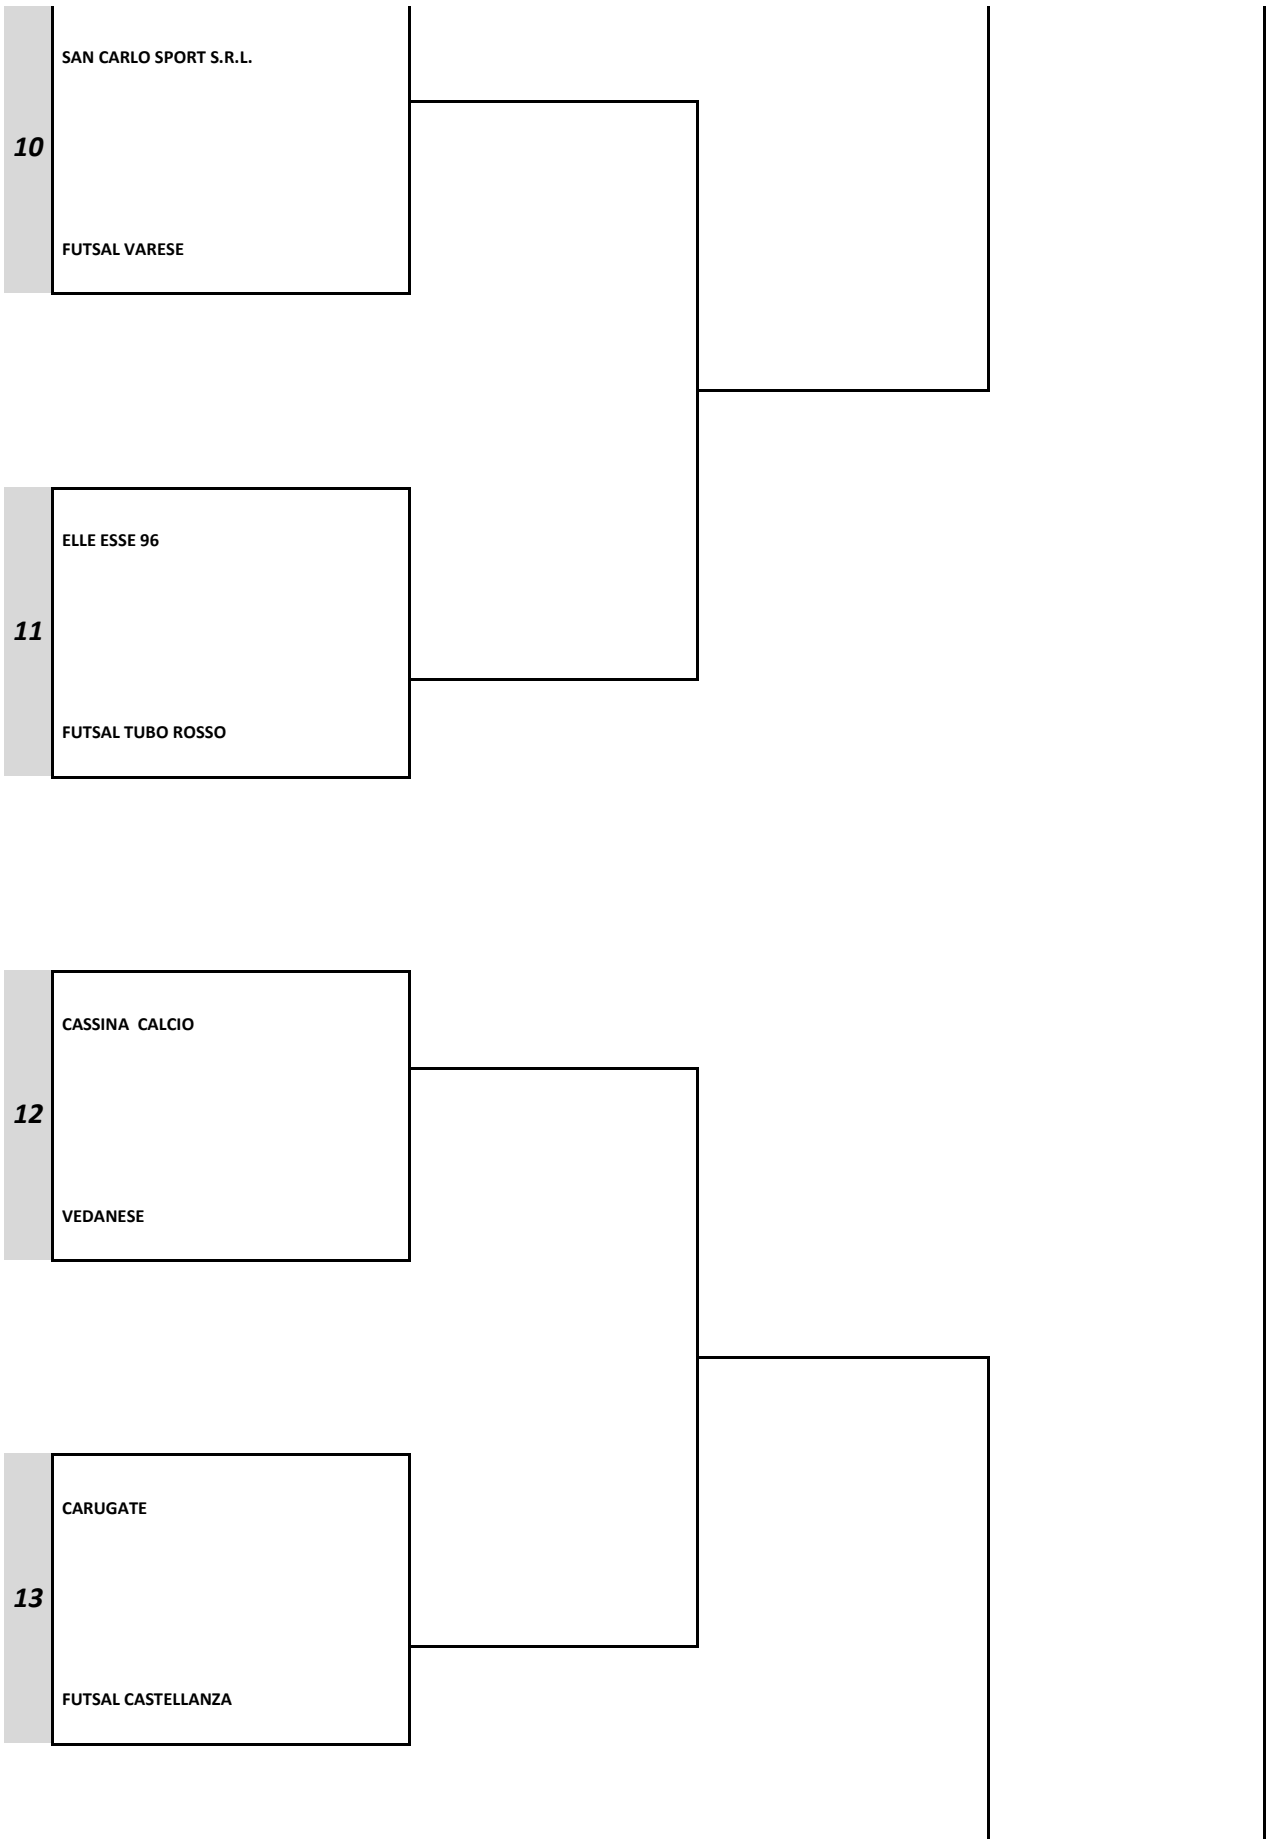 SAN CARLO SPORT S.R.L.
10
FUTSAL VARESE
ELLE ESSE 96
11
FUTSAL TUBO ROSSO
CASSINA  CALCIO
12
VEDANESE
CARUGATE
13
FUTSAL CASTELLANZA